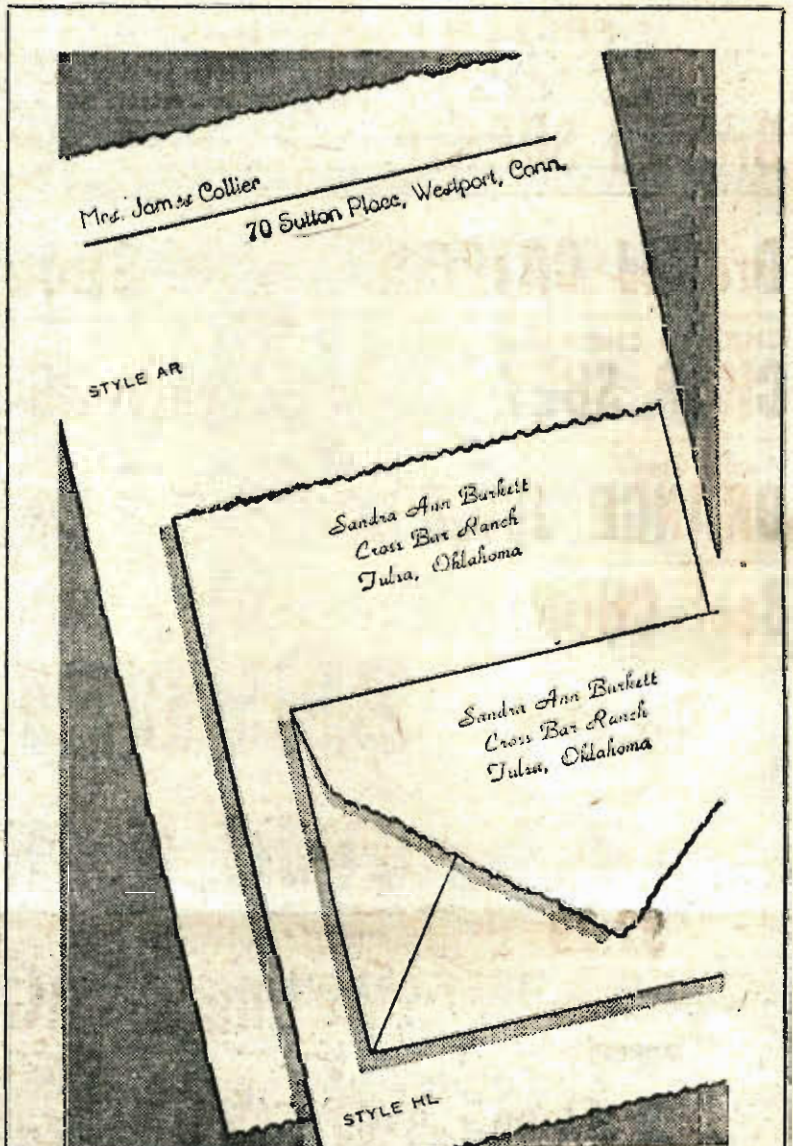 Mrs. James Collier
70 Sutton Place, Westport, Conn.
STYLE AR
Sandra Ann Burkett
Cross Bar Ranch
Tulsa, Oklahoma
Sandra Ann Burkett
Cross Bar Ranch
Tulsa, Oklahoma
STYLE HL